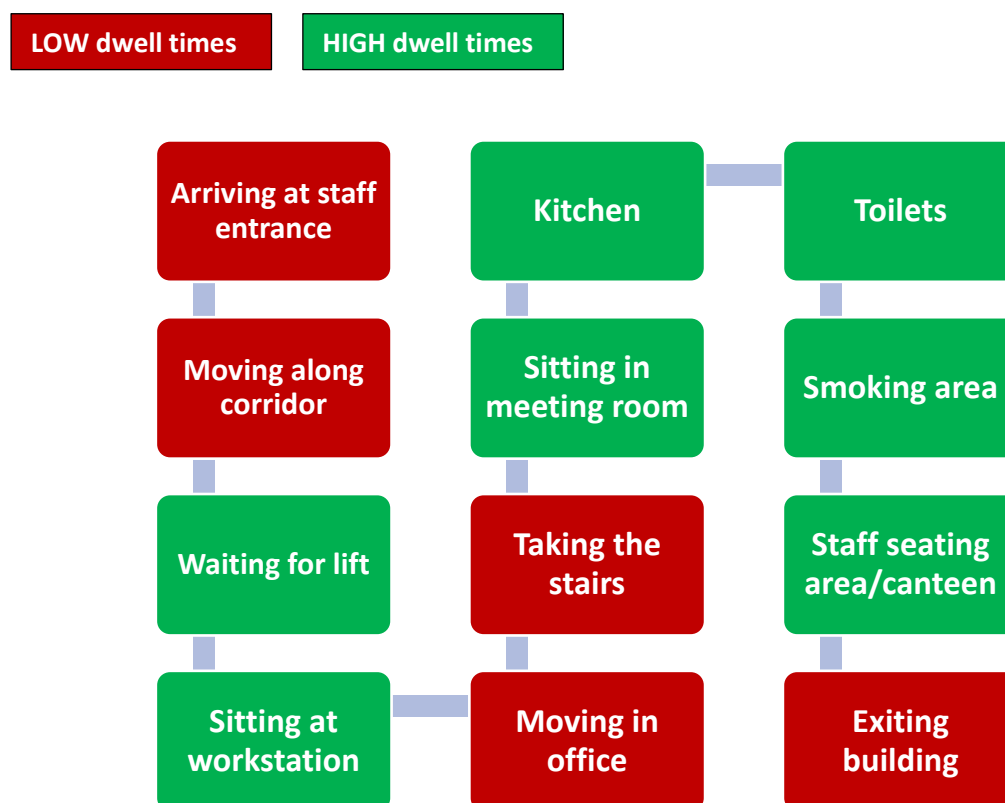 LOW dwell times
HIGH dwell times
Arriving at staff
entrance
Moving along
corridor
Waiting for lift
Sitting at
workstation
Moving in
office
Taking the
stairs
Sitting in
meeting room
Kitchen
Toilets
Smoking area
Staff seating
area/canteen
Exiting
building